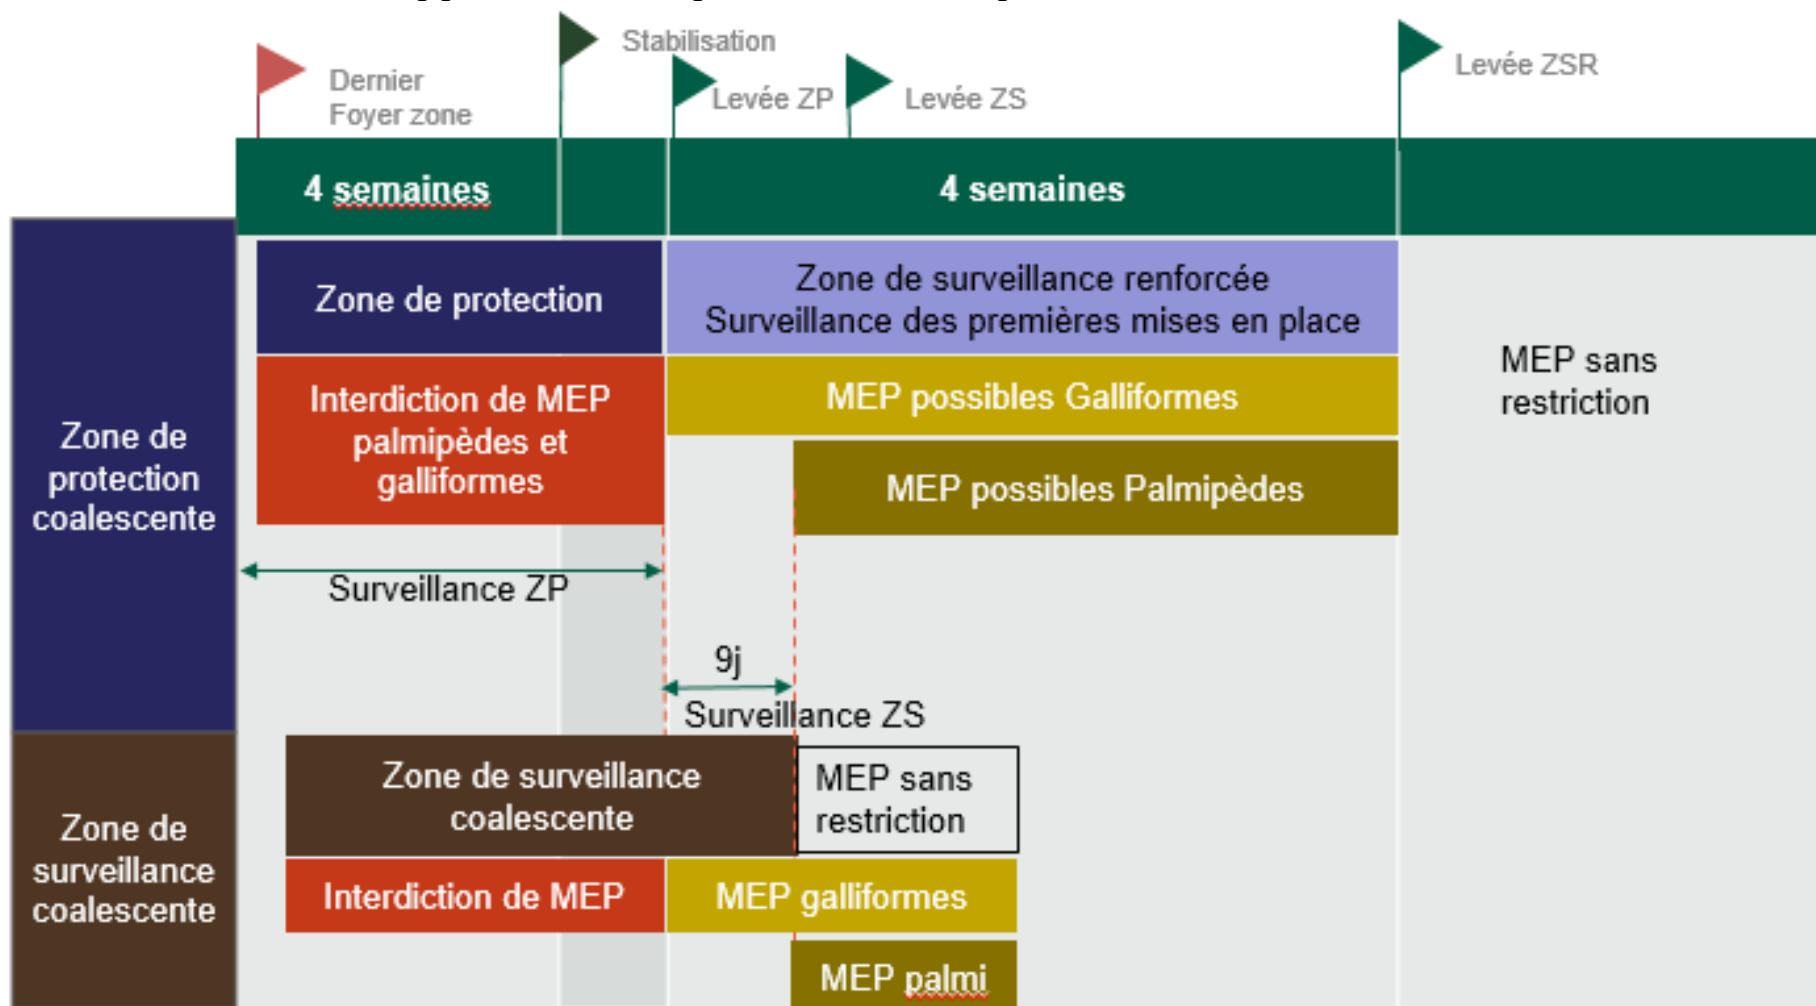 Stabilisation
Dernier
Foyer zone
Levée ZP
Levée ZS
Levée ZSR
4 semaines
4 semaines
Zone de protection
Zone de surveillance renforcée
Surveillance des premières mises en place
Zone de
protection
coalescente
Interdiction de MEP
palmipèdes et
galliformes
MEP possibles Galliformes
MEP possibles Palmipèdes
MEP sans
restriction
Surveillance ZP
9j
Surveillance ZS
Zone de
surveillance
coalescente
Zone de surveillance
coalescente
MEP sans
restriction
Interdiction de MEP
MEP galliformes
MEP palmi